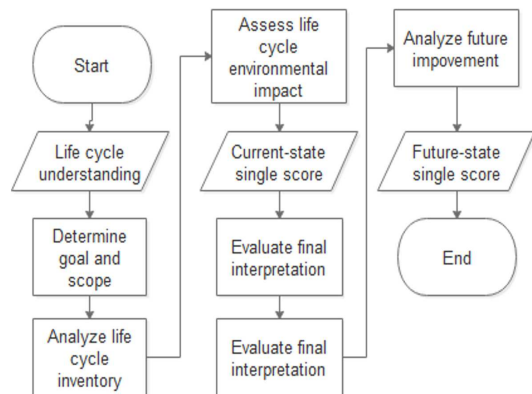 Start
Life cycle
understanding
Determine
goal and
scope
Analyze life
cycle
inventory
Assess life
cycle
environmental
impact
Current-state
single score
Evaluate final
interpretation
Evaluate final
interpretation
Analyze future
impovement
Future-state
single score
End